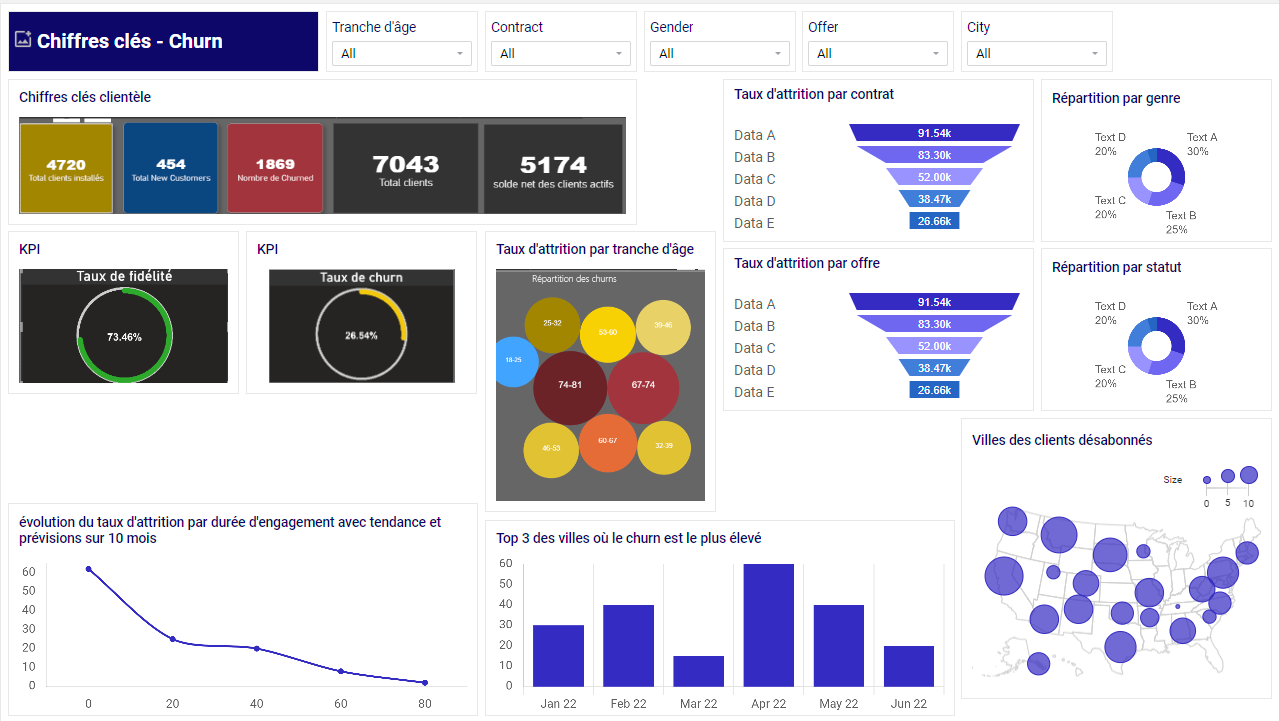 Chiffres clés - Churn
Tranche d'âge
All
Contract
All
Gender
All
Offer
All
City
All
Chiffres clés clientèle
4720
Total clients installés
454
Total New Customers
1869
Nombre de Churned
7043
Total clients
5174
solde net des clients actifs
Taux d'attrition par contrat
Data A
91.54k
Data B
83.30k
Data C
52.00k
Data D
38.47k
Data E
26.66k
Répartition par genre
Text D
20%
Text A
30%
Text C
20%
Text B
25%
KPI
Taux de fidélité
73.46%
KPI
Taux de churn
26.54%
Taux d'attrition par tranche d'âge
Répartition des churns
25-32
53-60
39-46
18-25
74-81
67-74
46-53
60-67
32-39
Taux d'attrition par offre
Data A
91.54k
Data B
83.30k
Data C
52.00k
Data D
38.47k
Data E
26.66k
Répartition par statut
Text D
20%
Text A
30%
Text C
20%
Text B
25%
Villes des clients désabonnés
Size
0
5
10
évolution du taux d'attrition par durée d'engagement avec tendance et
prévisions sur 10 mois
60
50
40
30
20
10
0
0 20 40 60 80
Top 3 des villes où le churn est le plus élevé
60
50
40
30
20
10
0
Jan 22 Feb 22 Mar 22 Apr 22 May 22 Jun 22